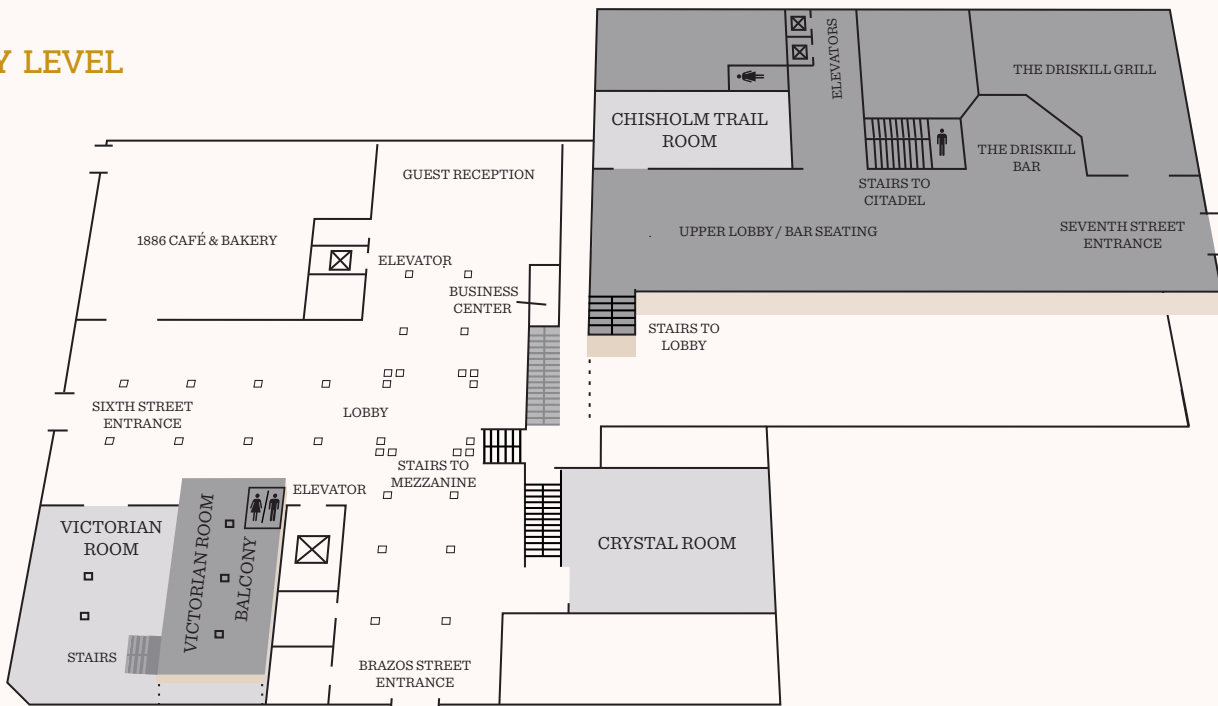 Y LEVEL
ELEVATORS
THE DRISKILL GRILL
CHISHOLM TRAIL
ROOM
THE DRISKILL
BAR
GUEST RECEPTION
STAIRS TO
CITADEL
1886 CAFÉ & BAKERY
UPPER LOBBY / BAR SEATING
SEVENTH STREET
ENTRANCE
ELEVATOR
BUSINESS
CENTER
STAIRS TO
LOBBY
SIXTH STREET
ENTRANCE
LOBBY
STAIRS TO
MEZZANINE
ELEVATOR
VICTORIAN
ROOM
VICTORIAN ROOM
BALCONY
CRYSTAL ROOM
STAIRS
BRAZOS STREET
ENTRANCE